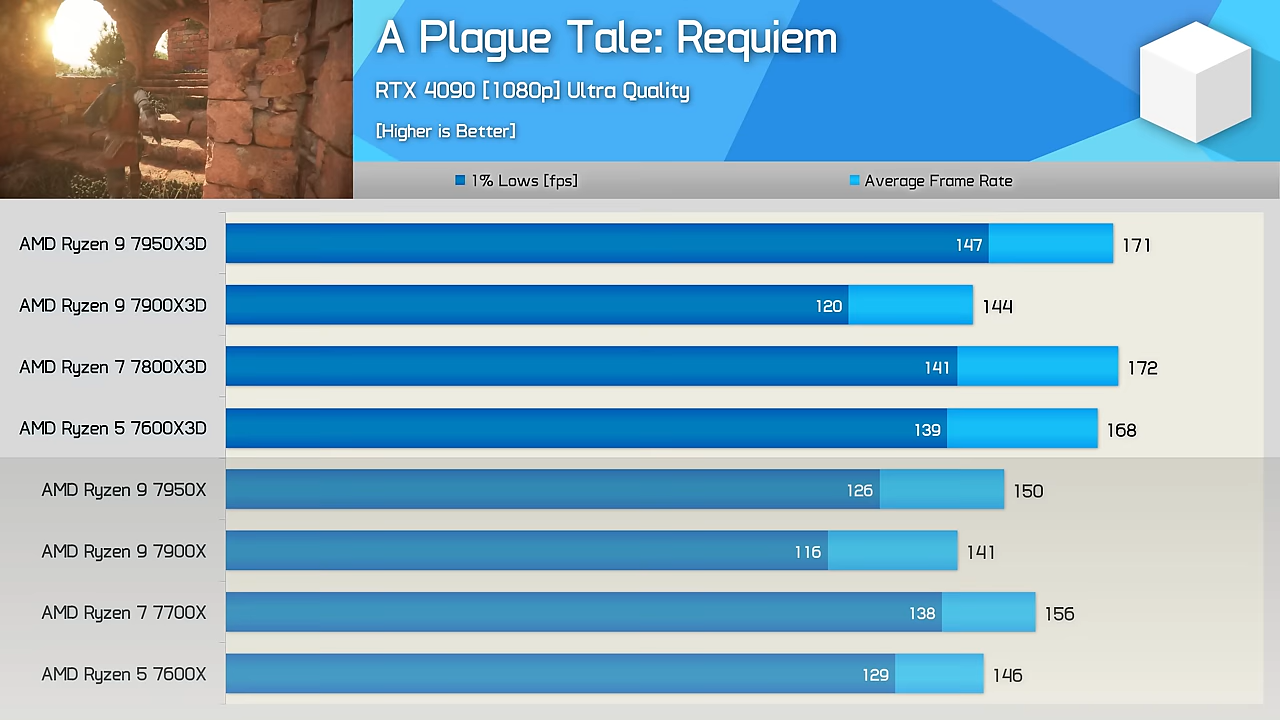 A Plague Tale: Requiem
RTX 4090 [1080p] Ultra Quality
[Higher is Better]
1% Lows [fps] Average Frame Rate
AMD Ryzen 9 7950X3D 147 171
AMD Ryzen 9 7900X3D 120 144
AMD Ryzen 7 7800X3D 141 172
AMD Ryzen 5 7600X3D 139 168
AMD Ryzen 9 7950X 126 150
AMD Ryzen 9 7900X 116 141
AMD Ryzen 7 7700X 138 156
AMD Ryzen 5 7600X 129 146